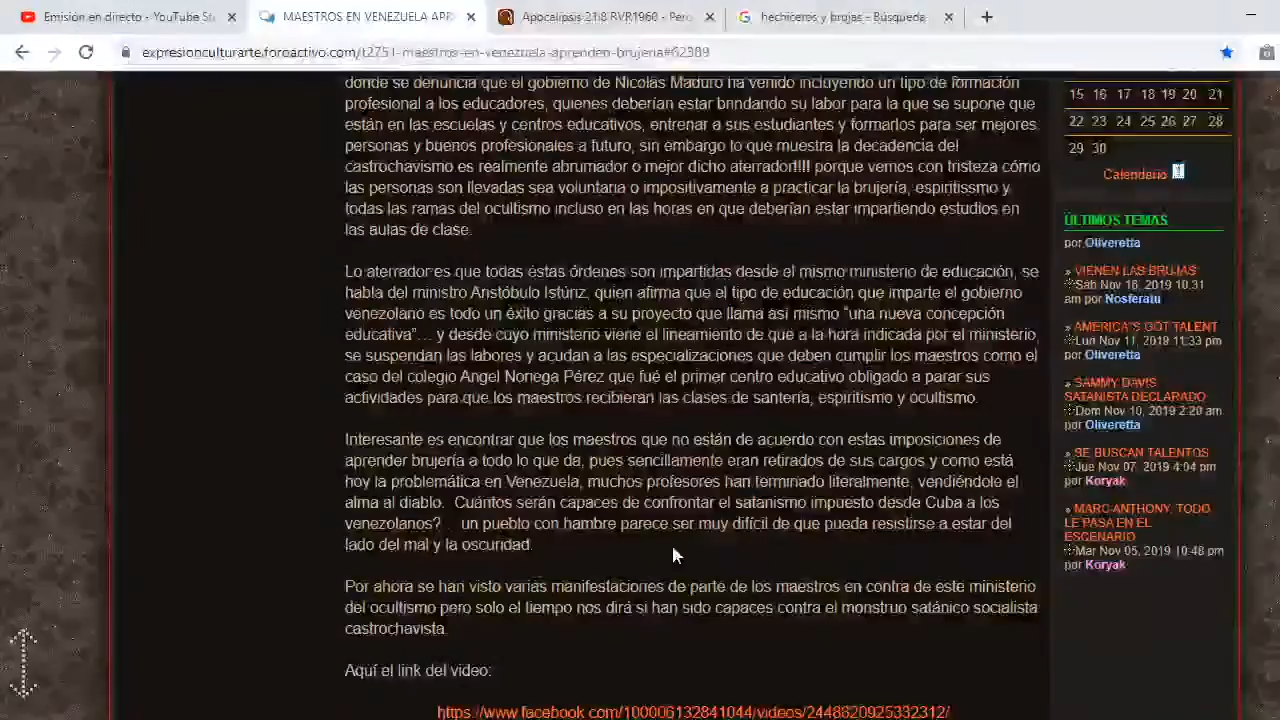 Emisión en directo - YouTube St
MAESTROS EN VENEZUELA APR
Apocalipsis 21:8 RVR1960 - Pero
hechiceros y brojas - Búsqueda
expresionculturarte.foroactivo.com/t2751-maestros-en-venezuela-aprenden-brujeria#62389
donde se denuncia que el gobierno de Nicolás Maduro ha venido incluyendo un tipo de formación
profesional a los educadores, quienes deberían estar brindando su labor para la que se supone que
están en las escuelas y centros educativos, entrenar a sus estudiantes y formarlos para ser mejores
personas y buenos profesionales a futuro, sin embargo lo que muestra la decadencia del
castrochavismo es realmente abrumador o mejor dicho aterrador!!!! porque vemos con tristeza cómo
las personas son llevadas sea voluntaria o impositivamente a practicar la brujería, espiritissmo y
todas las ramas del ocultismo incluso en las horas en que deberían estar impartiendo estudios en
las aulas de clase.
Lo aterrador es que todas éstas órdenes son impartidas desde el mismo ministerio de educación, se
habla del ministro Aristóbulo Istúriz, quien afirma que el tipo de educación que imparte el gobierno
venezolano es todo un éxito gracias a su proyecto que llama así mismo "una nueva concepción
educativa"... y desde cuyo ministerio viene el lineamiento de que a la hora indicada por el ministerio,
se suspendan las labores y acudan a las especializaciones que deben cumplir los maestros como el
caso del colegio Angel Noriega Pérez que fué el primer centro educativo obligado a parar sus
actividades para que los maestros recibieran las clases de santería, espiritismo y ocultismo.
Interesante es encontrar que los maestros que no están de acuerdo con estas imposiciones de
aprender brujería a todo lo que da, pues sencillamente eran retirados de sus cargos y como está
hoy la problemática en Venezuela, muchos profesores han terminado literalmente, vendiéndole el
alma al diablo. Cuántos serán capaces de confrontar el satanismo impuesto desde Cuba a los
venezolanos? un pueblo con hambre parece ser muy difícil de que pueda resistirse a estar del
lado del mal y la oscuridad.
Por ahora se han visto varias manifestaciones de parte de los maestros en contra de este ministerio
del ocultismo pero solo el tiempo nos dirá si han sido capaces contra el monstruo satánico socialista
castrochavista.
Aquí el link del video:
https://www.facebook.com/100006132841044/videos/2448620925332312/
15 16 17 18 19 20 21
22 23 24 25 26 27 28
29 30
Calendario
ÚLTIMOS TEMAS
por Oliveretta
» VIENEN LAS BRUJAS
Sáb Nov 16, 2019 10:31
am por Nosferatu
» AMERICA'S GOT TALENT
Lun Nov 11, 2019 11:33 pm
por Oliveretta
» SAMMY DAVIS
SATANISTA DECLARADO
Dom Nov 10, 2019 2:20 am
por Oliveretta
» SE BUSCAN TALENTOS
Jue Nov 07, 2019 4:04 pm
por Koryak
» MARC ANTHONY, TODO
LE PASA EN EL
ESCENARIO
Mar Nov 05, 2019 10:48 pm
por Koryak